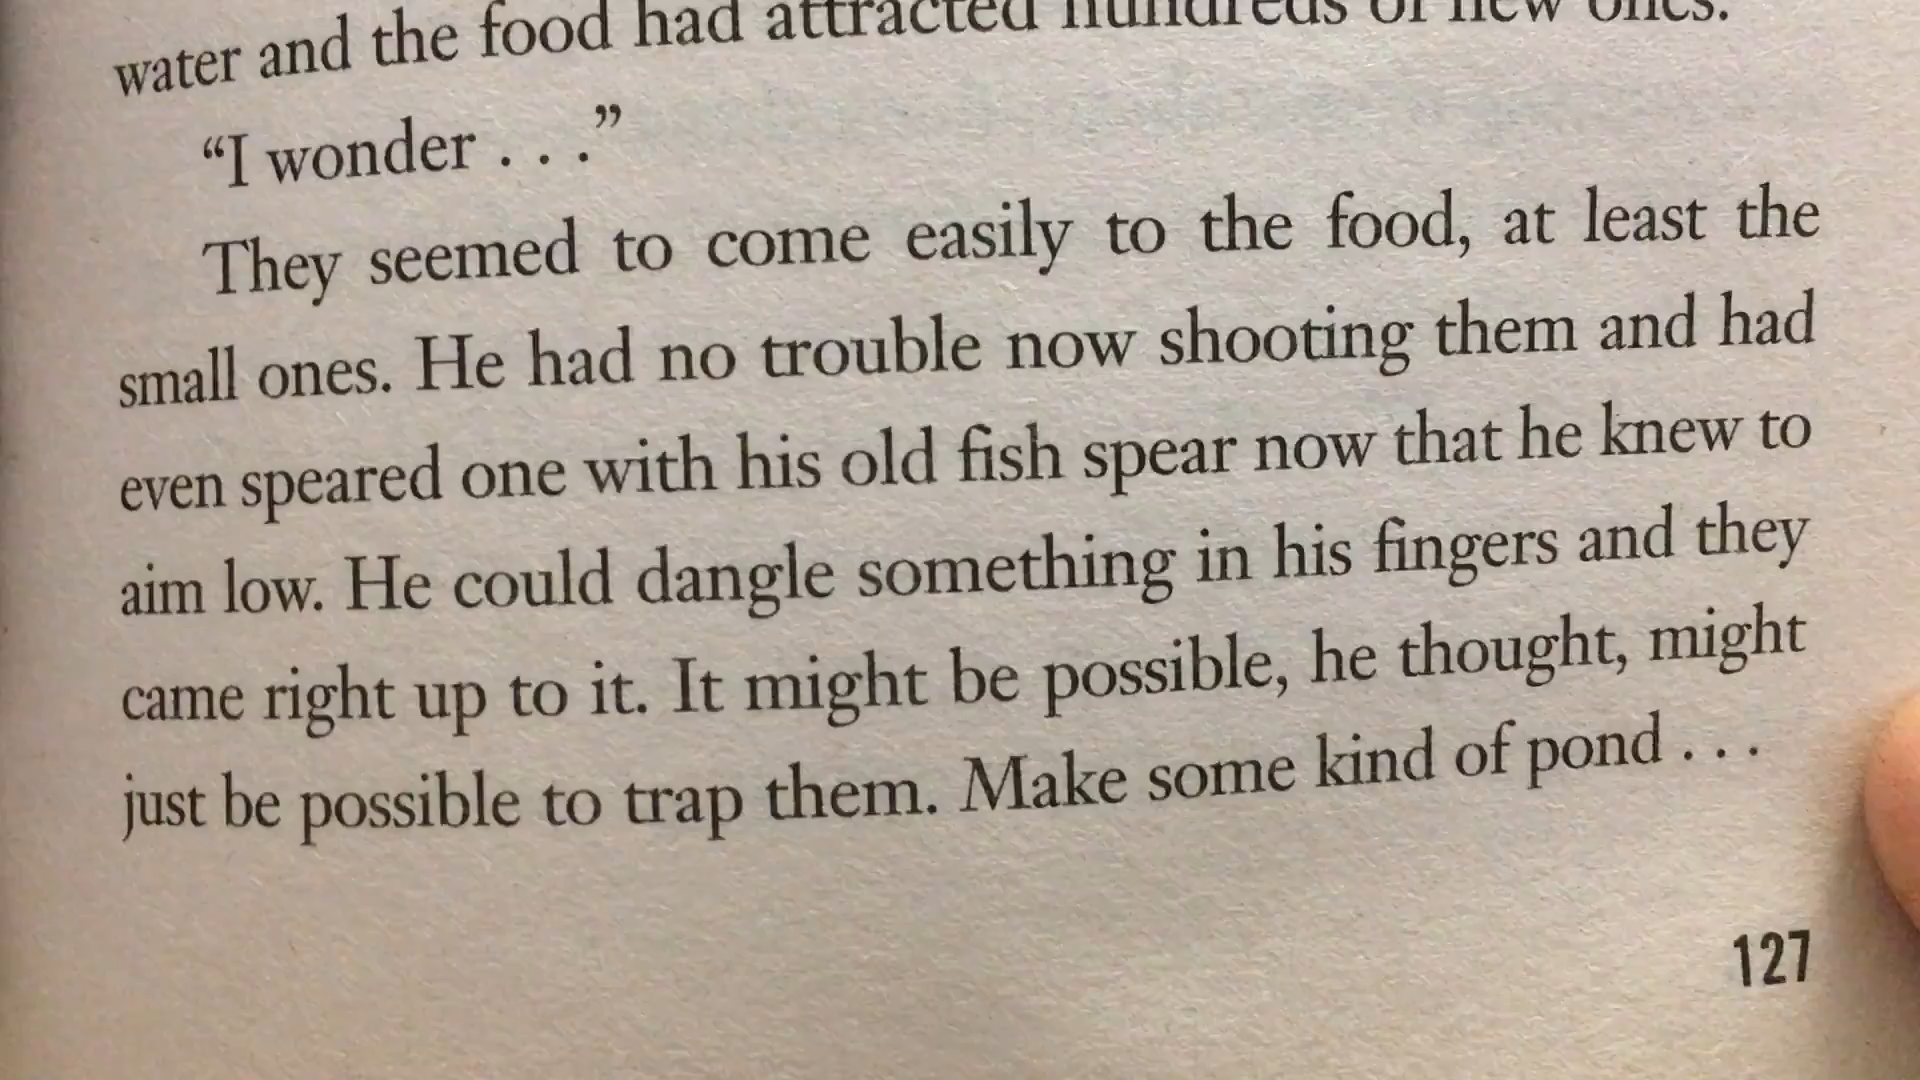 water and the food had attracted hundreds of new ones.
“I wonder . . .”
They seemed to come easily to the food, at least the
small ones. He had no trouble now shooting them and had
even speared one with his old fish spear now that he knew to
aim low. He could dangle something in his fingers and they
came right up to it. It might be possible, he thought, might
just be possible to trap them. Make some kind of pond . . .
127